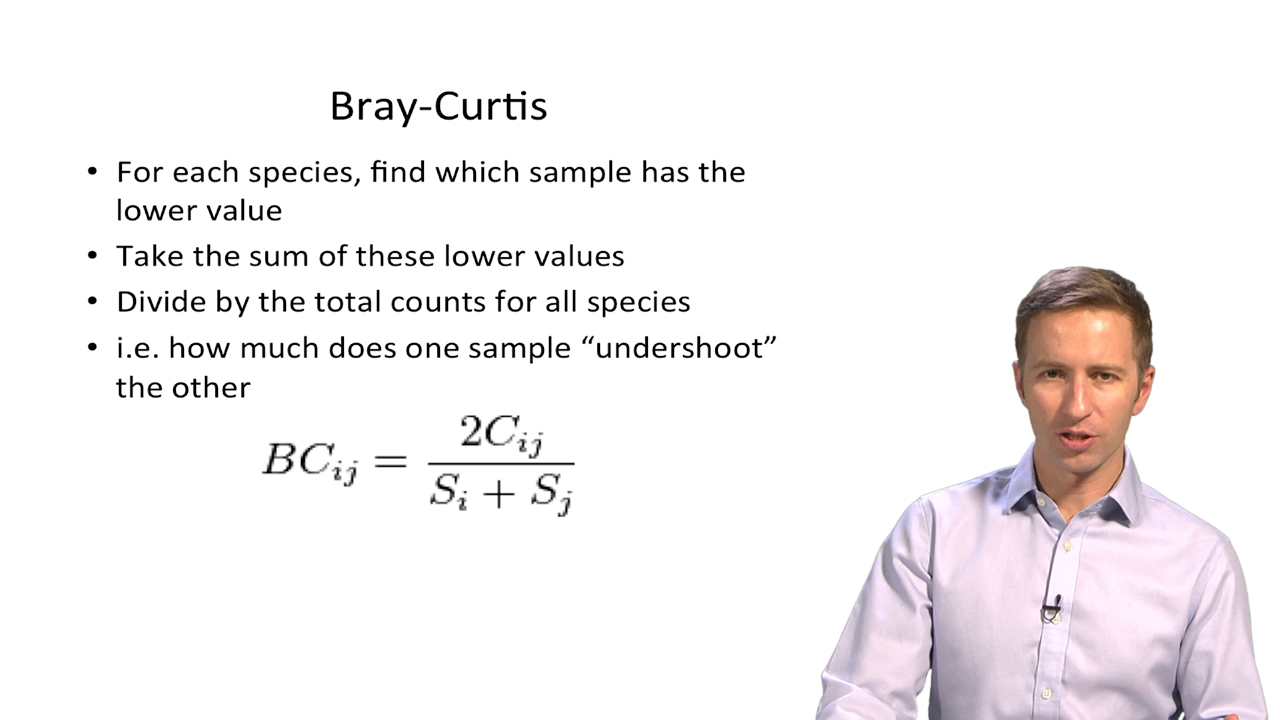 Bray-Curtis
• For each species, find which sample has the
lower value
• Take the sum of these lower values
• Divide by the total counts for all species
• i.e. how much does one sample “undershoot”
the other
BC_{ij} = \frac{2C_{ij}}{S_i + S_j}